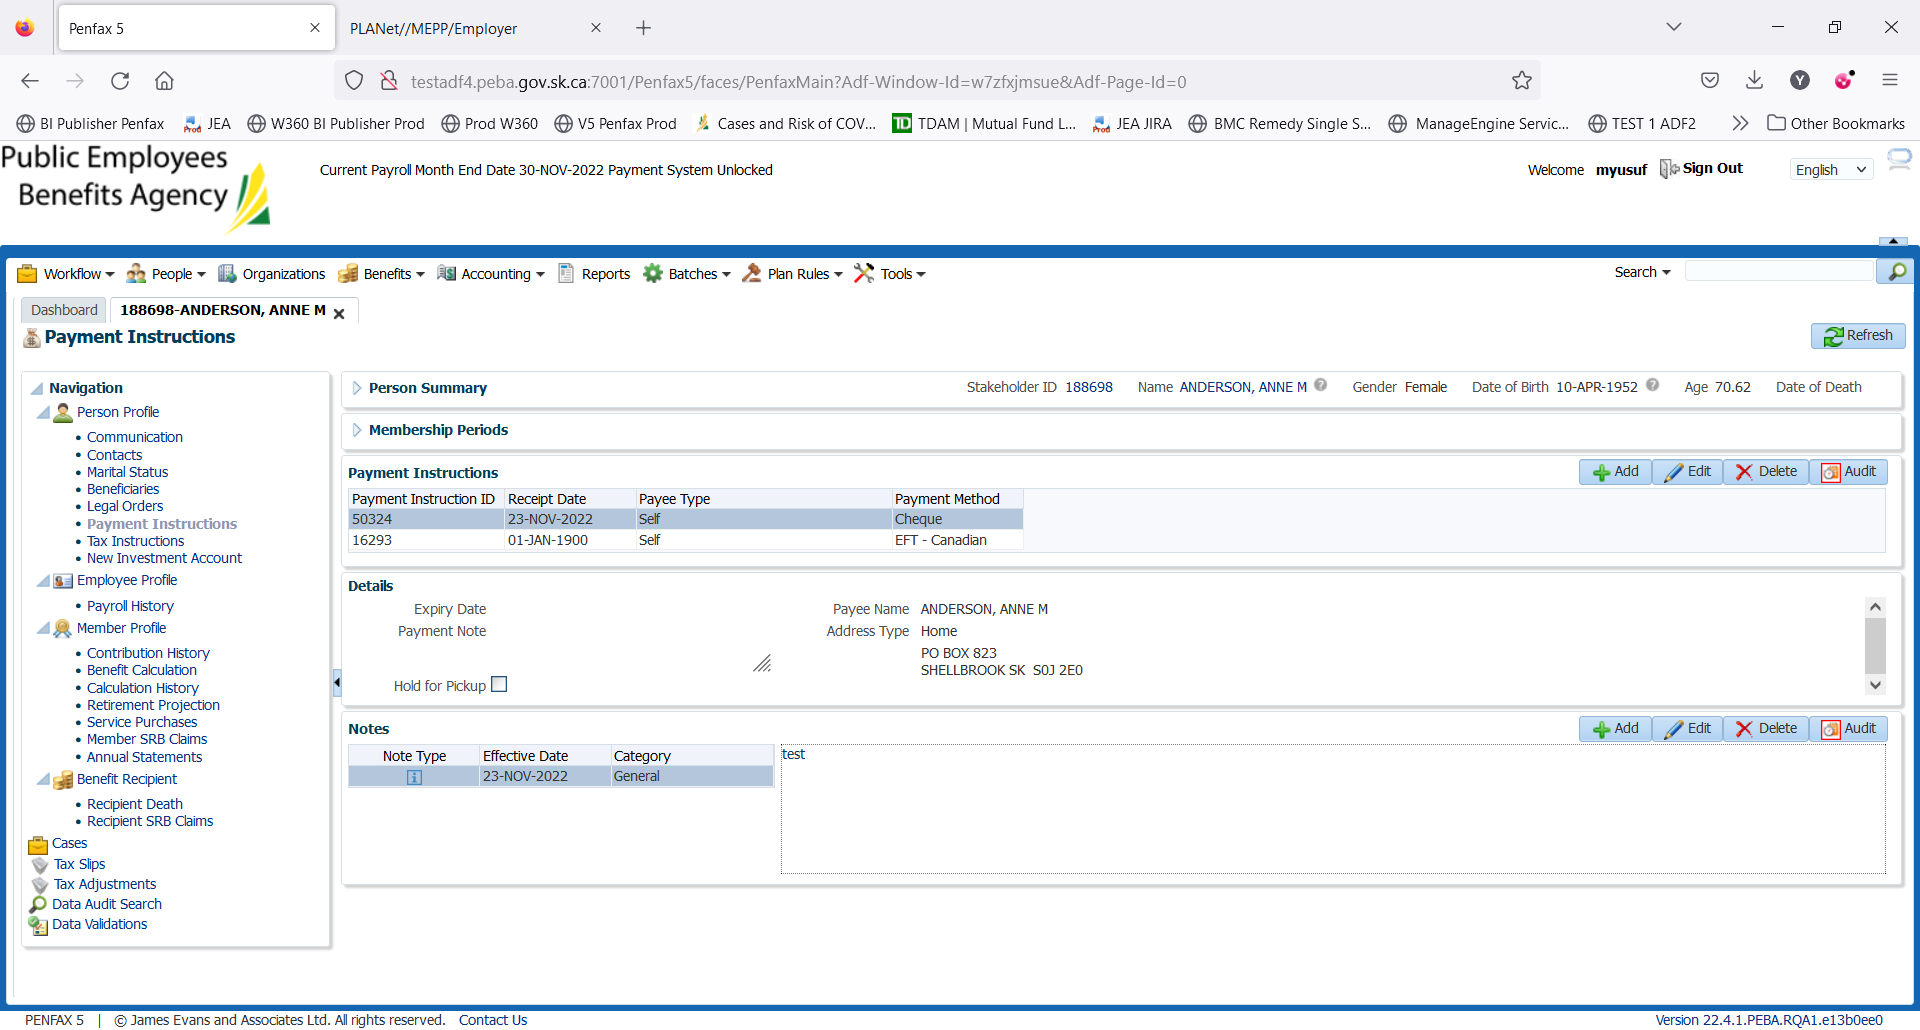 Penfax 5
PLANet//MEPP/Employer
testadf4.peba.gov.sk.ca:7001/Penfax5/faces/PenfaxMain?Adf-Window-Id=w7zfxjmsue&Adf-Page-Id=0
Y
BI Publisher Penfax
Prod JEA
W360 BI Publisher Prod
Prod W360
V5 Penfax Prod
Cases and Risk of COV...
TD TDAM | Mutual Fund L...
Prod JEA JIRA
BMC Remedy Single S...
ManageEngine Servic...
TEST 1 ADF2
Other Bookmarks
Public Employees
Benefits Agency
Current Payroll Month End Date 30-NOV-2022 Payment System Unlocked
Welcome myusuf Sign Out English
Workflow People Organizations Benefits Accounting Reports Batches Plan Rules Tools Search
Dashboard 188698-ANDERSON, ANNE M
Payment Instructions Refresh
Navigation
Person Profile
Communication
Contacts
Marital Status
Beneficiaries
Legal Orders
Payment Instructions
Tax Instructions
New Investment Account
Employee Profile
Payroll History
Member Profile
Contribution History
Benefit Calculation
Calculation History
Retirement Projection
Service Purchases
Member SRB Claims
Annual Statements
Benefit Recipient
Recipient Death
Recipient SRB Claims
Cases
Tax Slips
Tax Adjustments
Data Audit Search
Data Validations
Person Summary Stakeholder ID 188698 Name ANDERSON, ANNE M Gender Female Date of Birth 10-APR-1952 Age 70.62 Date of Death
Membership Periods
Payment Instructions Add Edit Delete Audit
Payment Instruction ID Receipt Date Payee Type Payment Method
50324 23-NOV-2022 Self Cheque
16293 01-JAN-1900 Self EFT - Canadian
Details
Expiry Date Payee Name ANDERSON, ANNE M
Payment Note Address Type Home
PO BOX 823
SHELLBROOK SK S0J 2E0
Hold for Pickup
Notes Add Edit Delete Audit
Note Type Effective Date Category test
23-NOV-2022 General
PENFAX 5 | © James Evans and Associates Ltd. All rights reserved. Contact Us Version 22.4.1.PEBA.RQA1.e13b0ee0